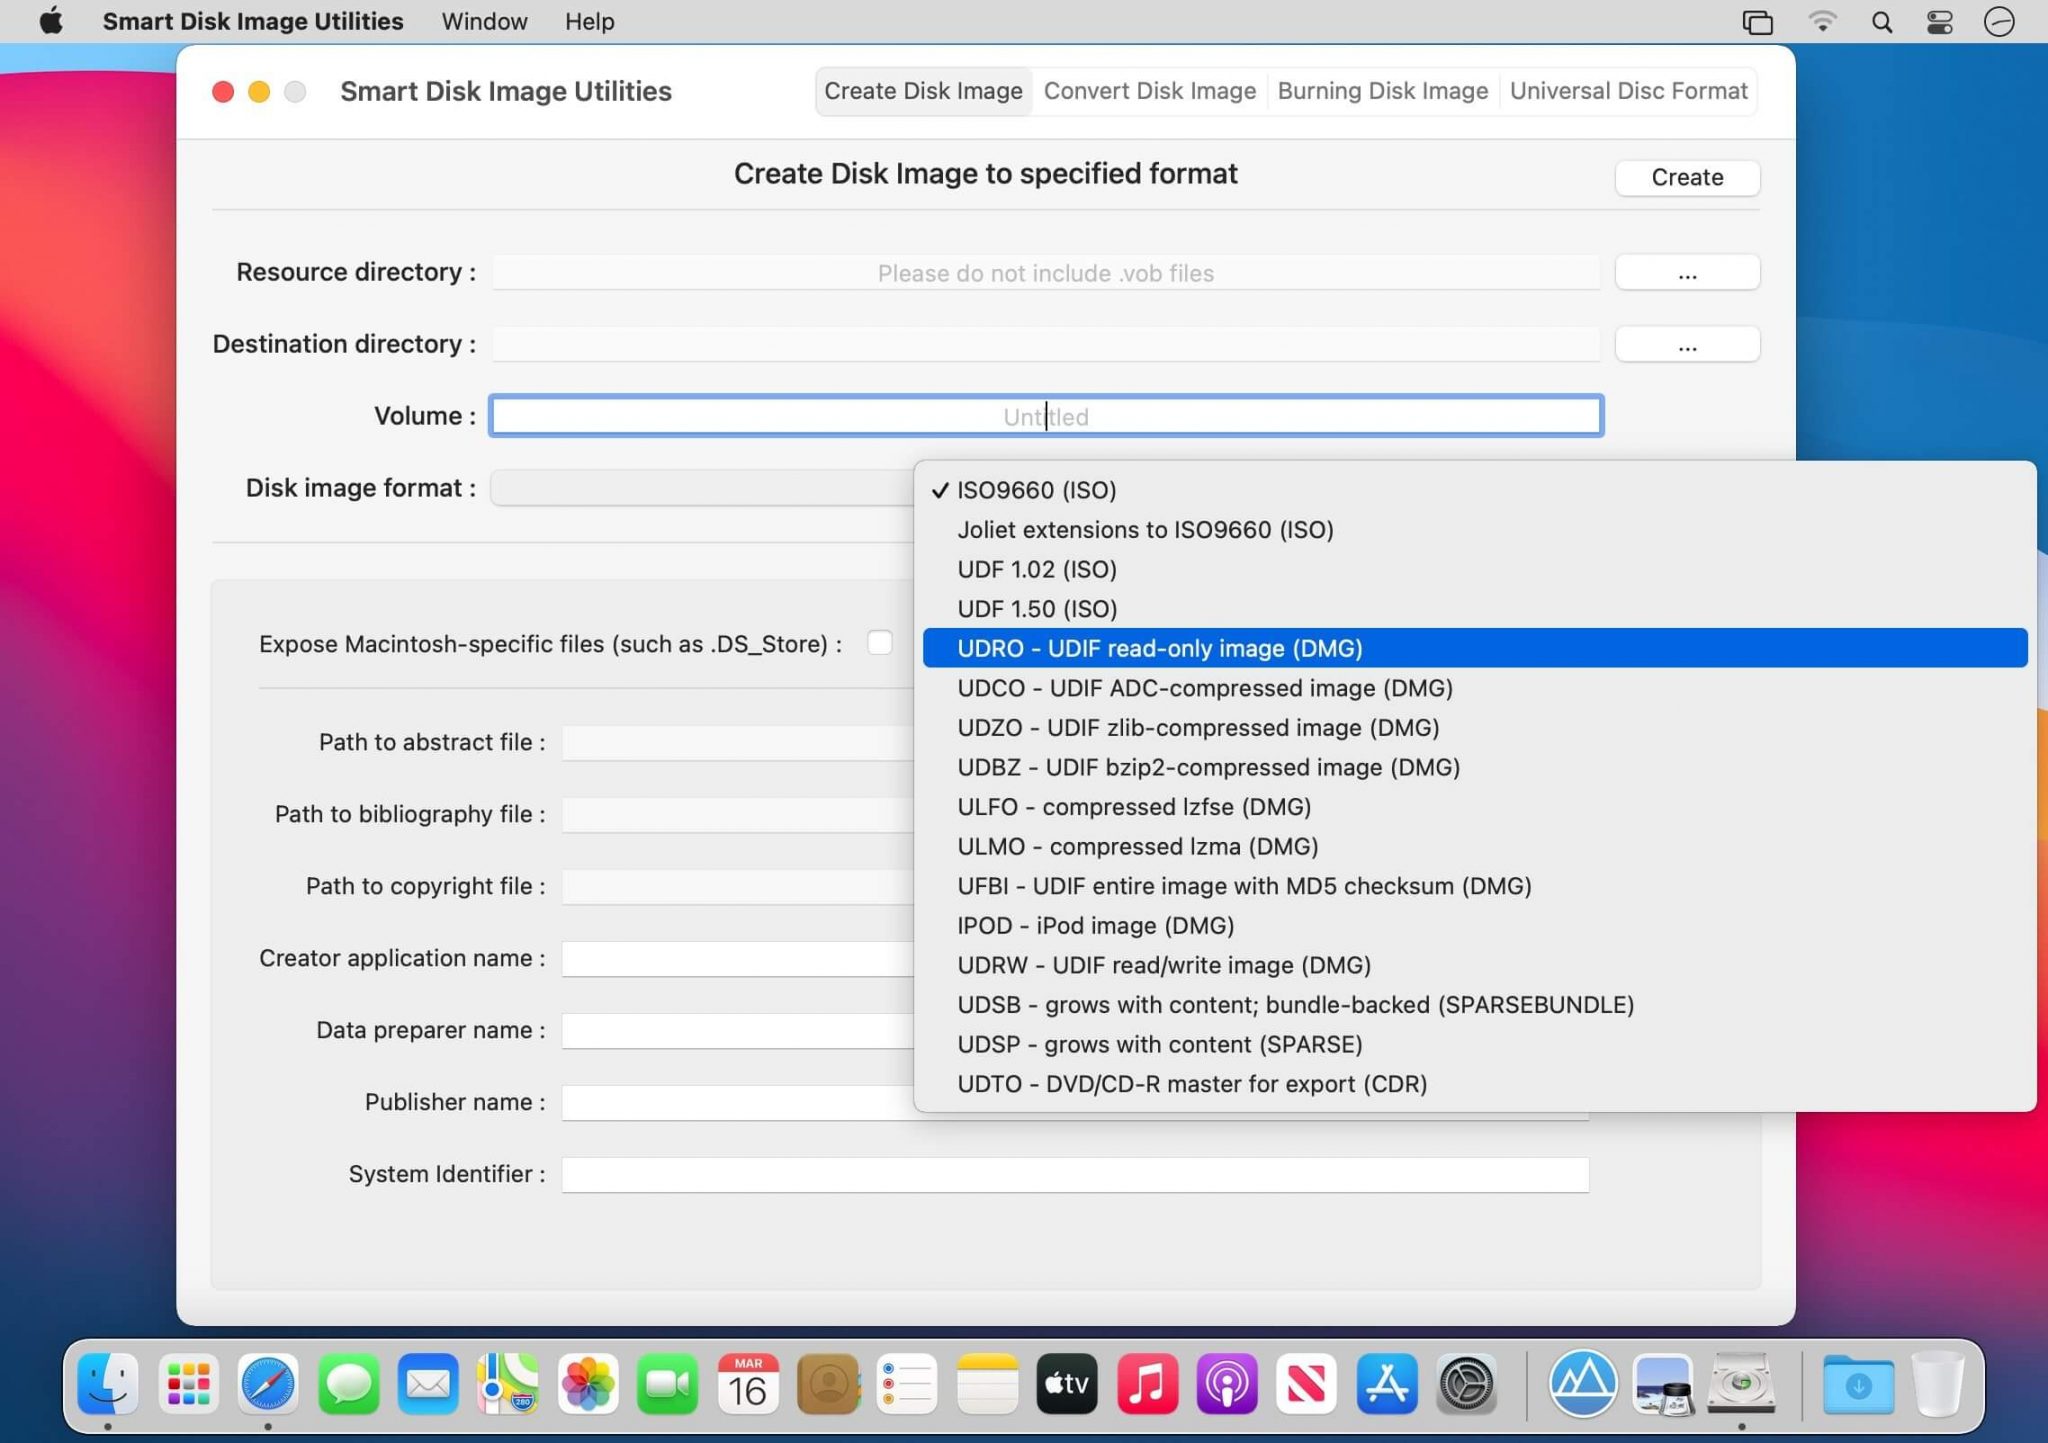 Smart Disk Image Utilities Window Help
Smart Disk Image Utilities Create Disk Image Convert Disk Image Burning Disk Image Universal Disc Format
Create Disk Image to specified format Create
Resource directory : Please do not include .vob files ...
Destination directory : ...
Volume : Untitled
Disk image format :
✓ ISO9660 (ISO)
Joliet extensions to ISO9660 (ISO)
UDF 1.02 (ISO)
UDF 1.50 (ISO)
UDRO - UDIF read-only image (DMG)
UDCO - UDIF ADC-compressed image (DMG)
UDZO - UDIF zlib-compressed image (DMG)
UDBZ - UDIF bzip2-compressed image (DMG)
ULFO - compressed lzfse (DMG)
ULMO - compressed lzma (DMG)
UFBI - UDIF entire image with MD5 checksum (DMG)
IPOD - iPod image (DMG)
UDRW - UDIF read/write image (DMG)
UDSB - grows with content; bundle-backed (SPARSEBUNDLE)
UDSP - grows with content (SPARSE)
UDTO - DVD/CD-R master for export (CDR)
Expose Macintosh-specific files (such as .DS_Store) :
Path to abstract file :
Path to bibliography file :
Path to copyright file :
Creator application name :
Data preparer name :
Publisher name :
System Identifier :
280
MAR
16
tv